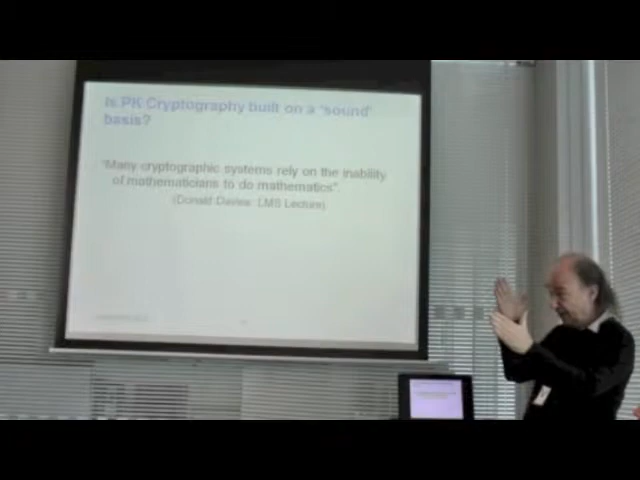 Is PK Cryptography built on a 'sound'
basis?
"Many cryptographic systems rely on the inability
of mathematicians to do mathematics".
(Donald Davies: LMS Lecture)